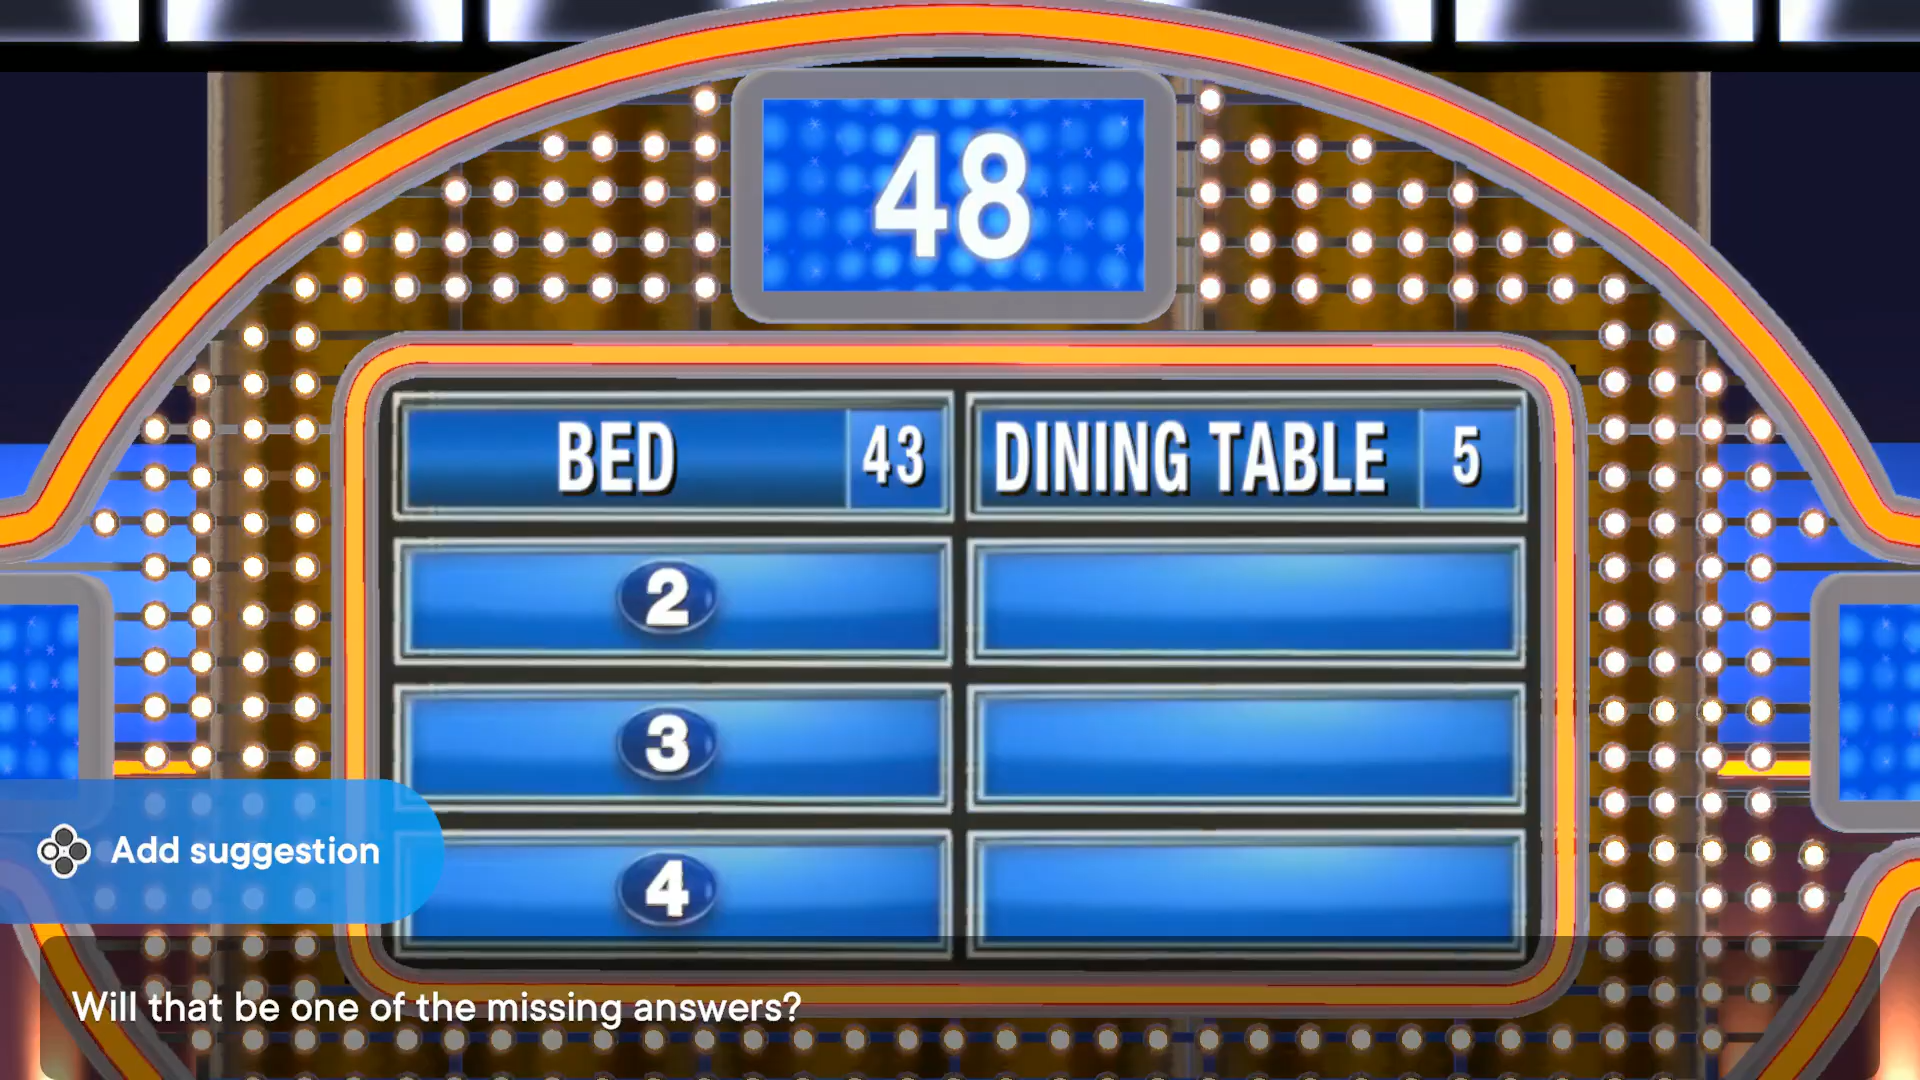 48
BED 43
DINING TABLE 5
2
3
4
Add suggestion
Will that be one of the missing answers?